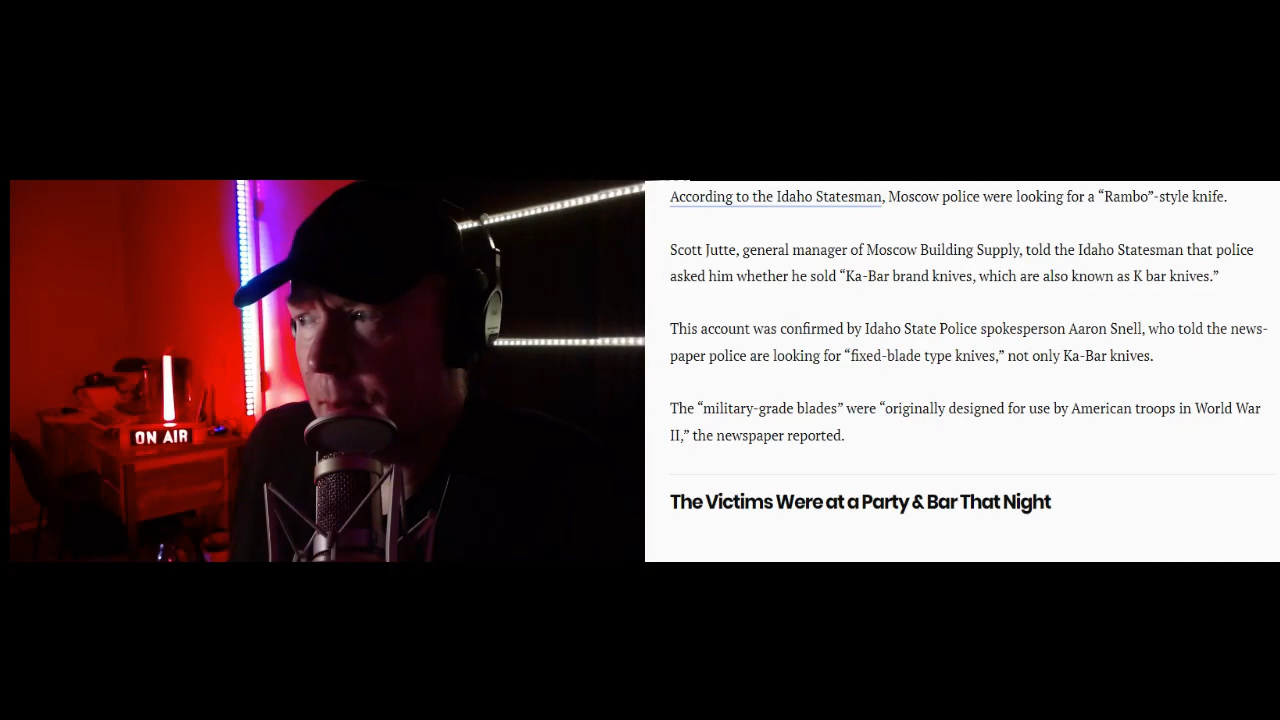 ON AIR
According to the Idaho Statesman, Moscow police were looking for a “Rambo”-style knife.
Scott Jutte, general manager of Moscow Building Supply, told the Idaho Statesman that police
asked him whether he sold “Ka-Bar brand knives, which are also known as K bar knives.”
This account was confirmed by Idaho State Police spokesperson Aaron Snell, who told the news-
paper police are looking for “fixed-blade type knives,” not only Ka-Bar knives.
The “military-grade blades” were “originally designed for use by American troops in World War
II,” the newspaper reported.
The Victims Were at a Party & Bar That Night